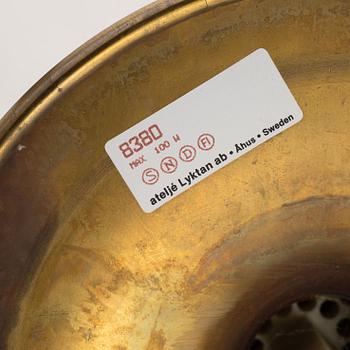 8380
MAX 100 W
S N D FI
ateljé Lyktan ab • Åhus • Sweden